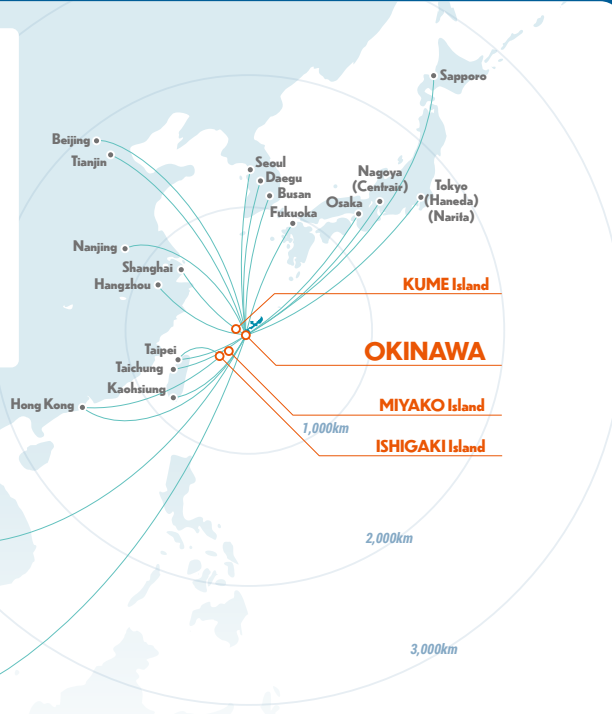 Sapporo
Beijing
Tianjin
Seoul
Daegu
Busan
Fukuoka
Osaka
Nagoya
(Centrair)
Tokyo
(Haneda)
(Narita)
Nanjing
Shanghai
Hangzhou
KUME Island
OKINAWA
Taipei
Taichung
Kaohsiung
Hong Kong
MIYAKO Island
1,000km
ISHIGAKI Island
2,000km
3,000km